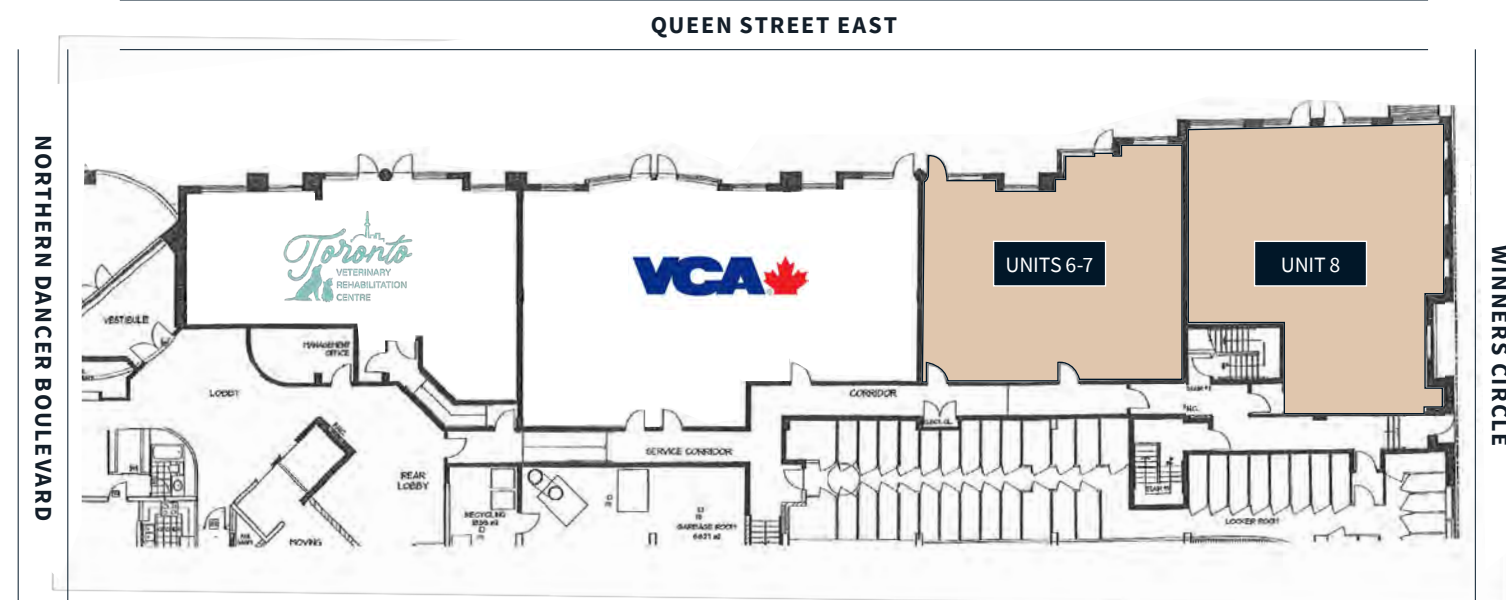 QUEEN STREET EAST
NORTHERN DANCER BOULEVARD
WINNERS CIRCLE
Toronto
VETERINARY
REHABILITATION
CENTRE
VCA
UNITS 6-7
UNIT 8
VESTIBULE
MANAGEMENT
OFFICE
LOBBY
CORRIDOR
SERVICE CORRIDOR
REAR
LOBBY
RECYCLING
GARBAGE ROOM
LOCKER ROOM
MOVING